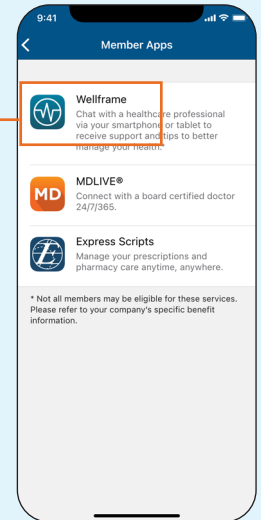 9:41
Member Apps
Wellframe
Chat with a healthcare professional
via your smartphone or tablet to
receive support and tips to better
manage your health.
MD
MDLIVE®
Connect with a board certified doctor
24/7/365.
Express Scripts
Manage your prescriptions and
pharmacy care anytime, anywhere.
* Not all members may be eligible for these services.
Please refer to your company's specific benefit
information.